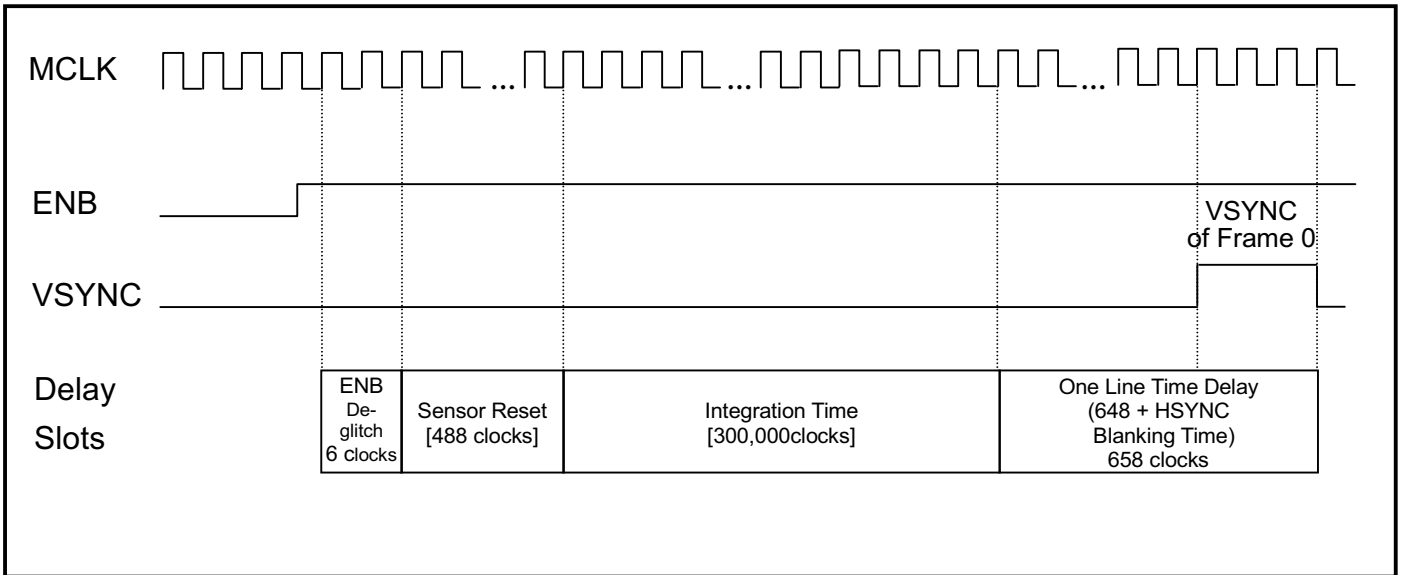 MCLK
... ... ...
ENB
VSYNC
of Frame 0
VSYNC
Delay
Slots
ENB
De-
glitch
6 clocks
Sensor Reset
[488 clocks]
Integration Time
[300,000clocks]
One Line Time Delay
(648 + HSYNC
Blanking Time)
658 clocks